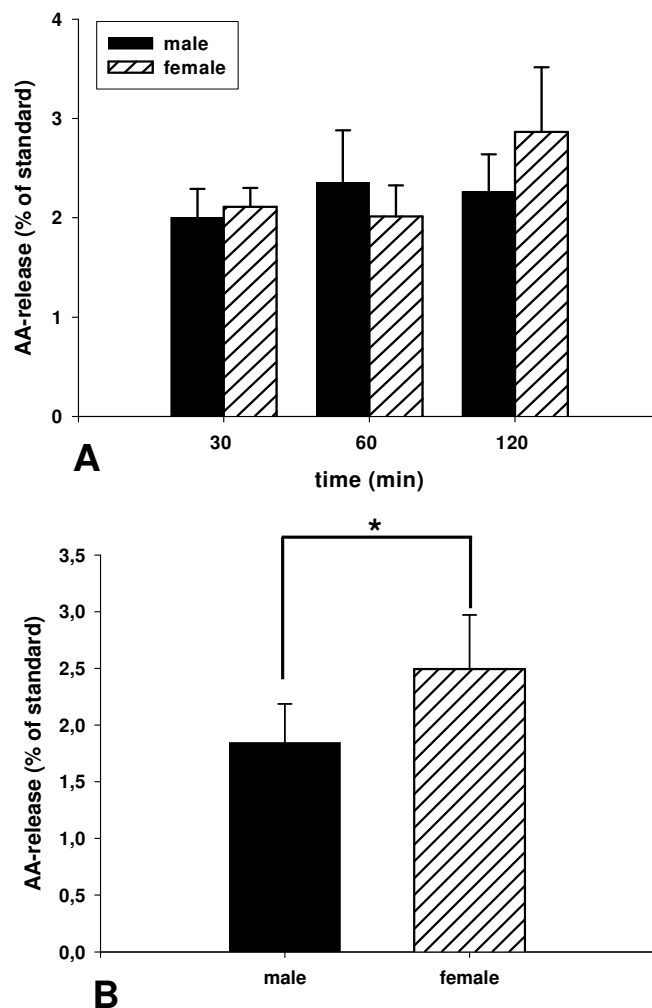 4
male
female
3
2
1
0
AA-release (% of standard)
30 60 120
A
time (min)
*
3,5
3,0
2,5
2,0
1,5
1,0
0,5
0,0
AA-release (% of standard)
male female
B